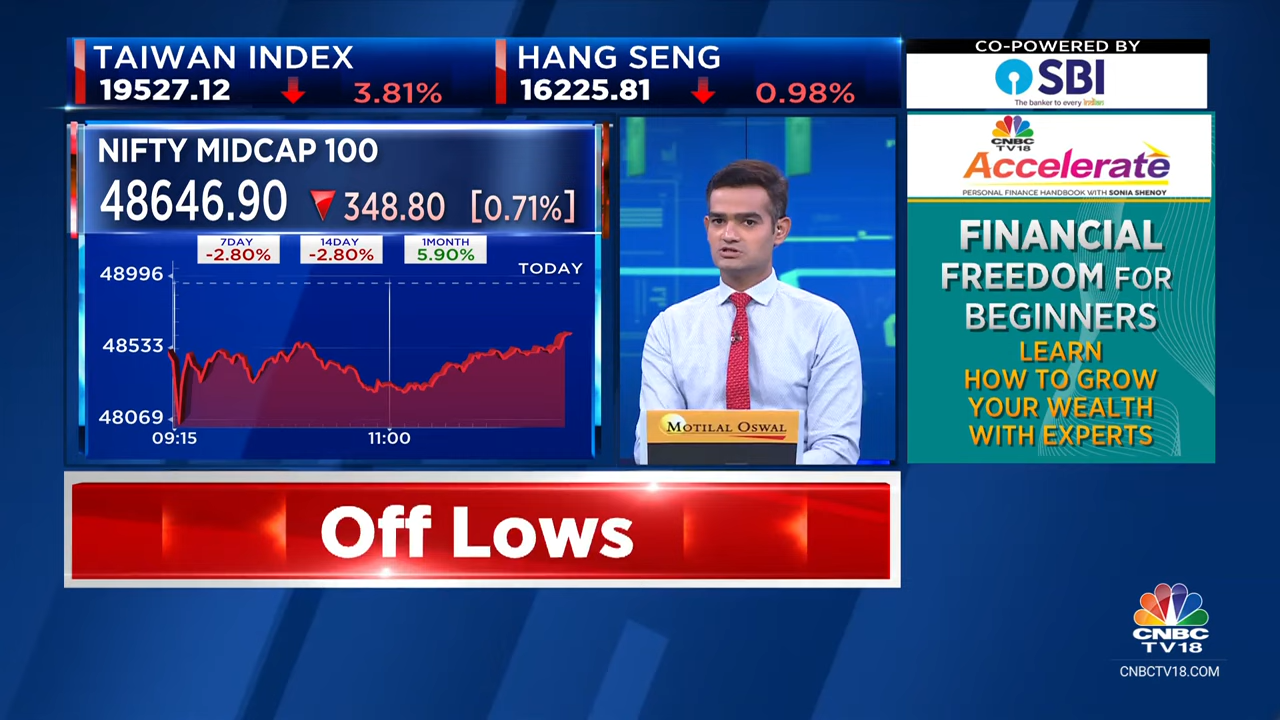 TAIWAN INDEX
19527.12 3.81%
HANG SENG
16225.81 0.98%
CO-POWERED BY
SBI
The banker to every Indian
NIFTY MIDCAP 100
48646.90 348.80 [0.71%]
7DAY
-2.80%
14DAY
-2.80%
1MONTH
5.90%
TODAY
48996
48533
48069
09:15 11:00
MOTILAL OSWAL
CNBC
TV18
Accelerate
PERSONAL FINANCE HANDBOOK WITH SONIA SHENOY
FINANCIAL
FREEDOM FOR
BEGINNERS
LEARN
HOW TO GROW
YOUR WEALTH
WITH EXPERTS
Off Lows
CNBC
TV18
CNBCTV18.COM